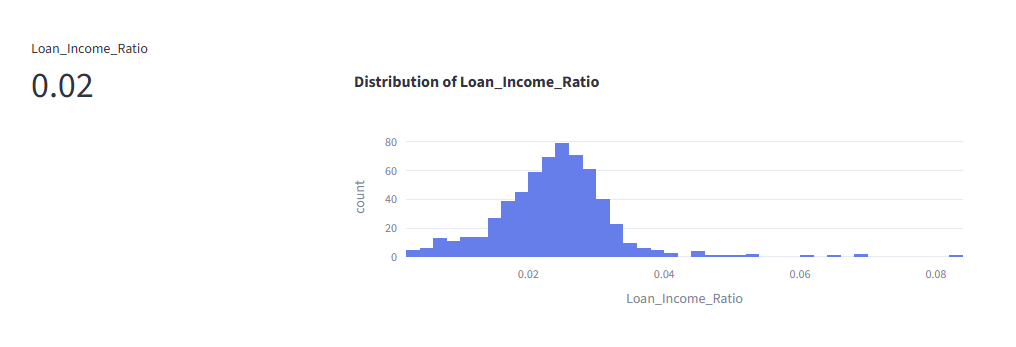 Loan_Income_Ratio
0.02
Distribution of Loan_Income_Ratio
80
60
40
20
0
count
0.02 0.04 0.06 0.08
Loan_Income_Ratio